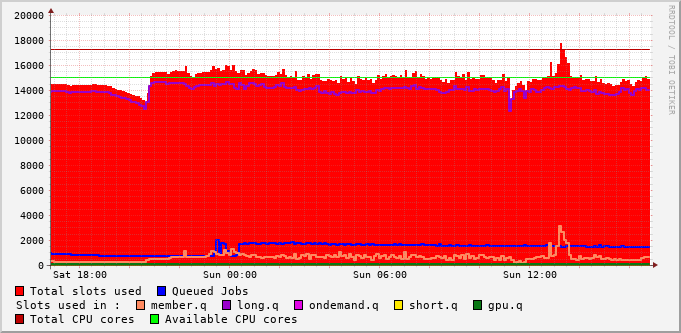 20000
18000
16000
14000
12000
10000
8000
6000
4000
2000
0
Sat 18:00 Sun 00:00 Sun 06:00 Sun 12:00
RRDTOOL / TOBI OETIKER
Total slots used Queued Jobs
Slots used in : member.q long.q ondemand.q short.q gpu.q
Total CPU cores Available CPU cores